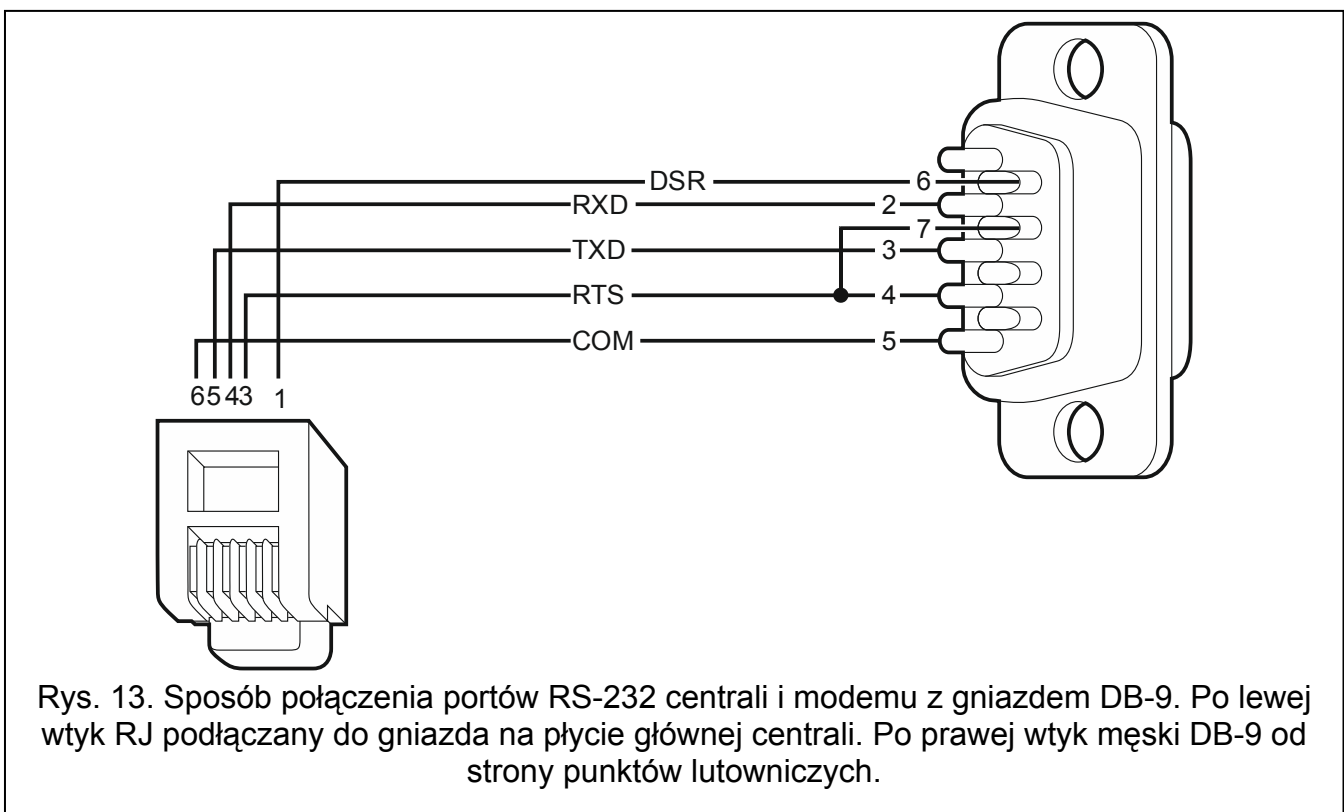 DSR 6
RXD 2
7
TXD 3
RTS 4
COM 5
6543 1
Rys. 13. Sposób połączenia portów RS-232 centrali i modemu z gniazdem DB-9. Po lewej
wtyk RJ podłączany do gniazda na płycie głównej centrali. Po prawej wtyk męski DB-9 od
strony punktów lutowniczych.